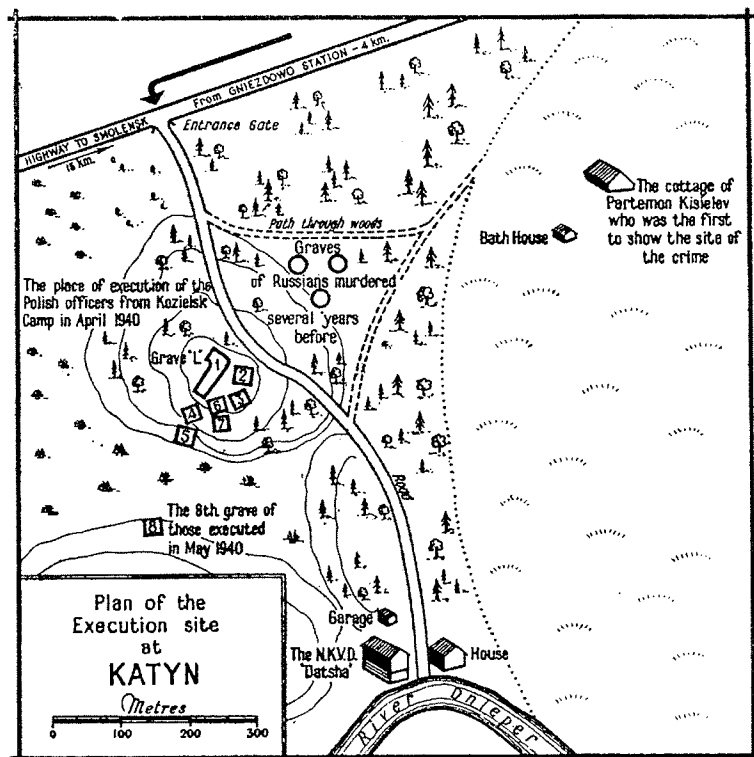 From GNIEZDOWO STATION – 4 km.
HIGHWAY TO SMOLENSK
16 km.
Entrance Gate
Path through woods
The cottage of
Partemon Kisielev
who was the first
to show the site of
the crime
Bath House
Graves
of Russians murdered
several years
before
The place of execution of the
Polish officers from Kozielsk
Camp in April 1940
Grave "L"
1
2
3
4
5
6
7
Road
8
The 8th grave of
those executed
in May 1940
Garage
The N.K.V.D.
"Datsha"
House
River Dnieper
Plan of the
Execution site
at
KATYN
Metres
0 100 200 300